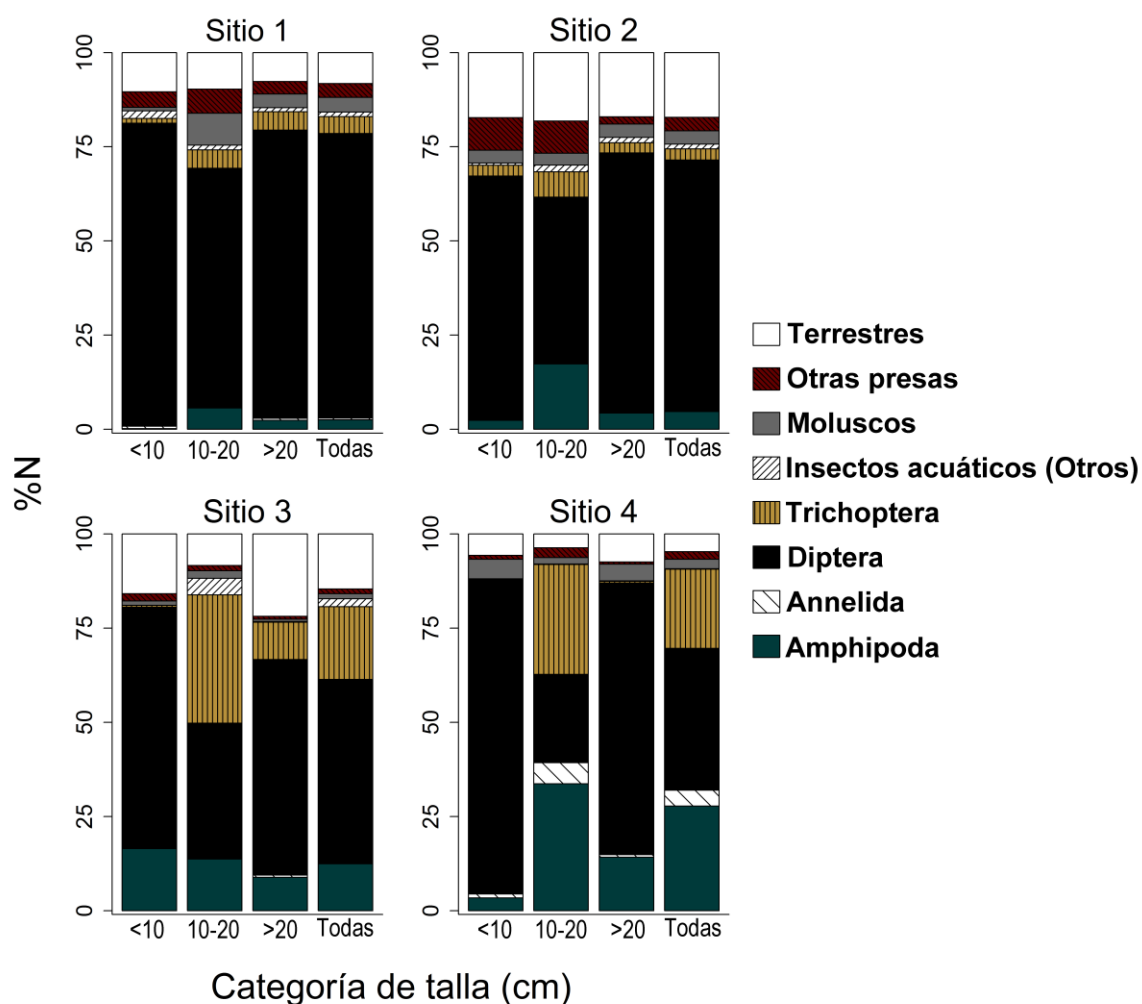 Sitio 1
100
75
50
25
0
<10 10-20 >20 Todas
Sitio 2
100
75
50
25
0
<10 10-20 >20 Todas
%N
Sitio 3
100
75
50
25
0
<10 10-20 >20 Todas
Sitio 4
100
75
50
25
0
<10 10-20 >20 Todas
Categoría de talla (cm)
Terrestres
Otras presas
Moluscos
Insectos acuáticos (Otros)
Trichoptera
Diptera
Annelida
Amphipoda